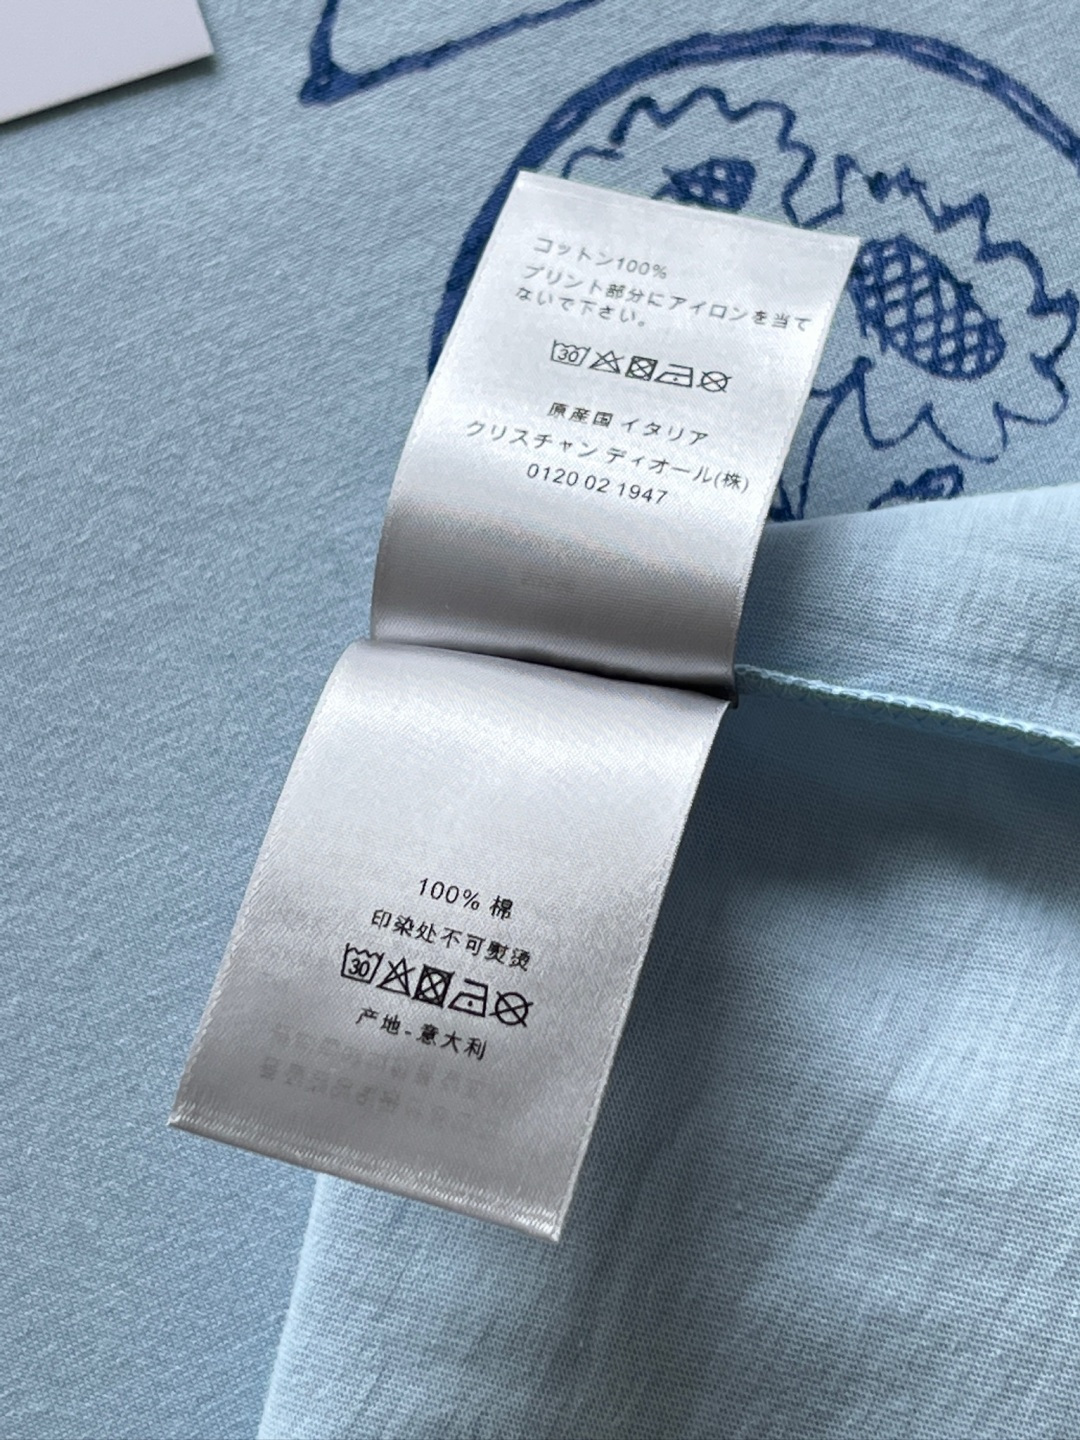 コットン100%
プリント部分にアイロンを当て
ないで下さい。
30
原産国 イタリア
クリスチャン ディオール(株)
0120 02 1947
100% 棉
印染处不可熨烫
30
产地-意大利